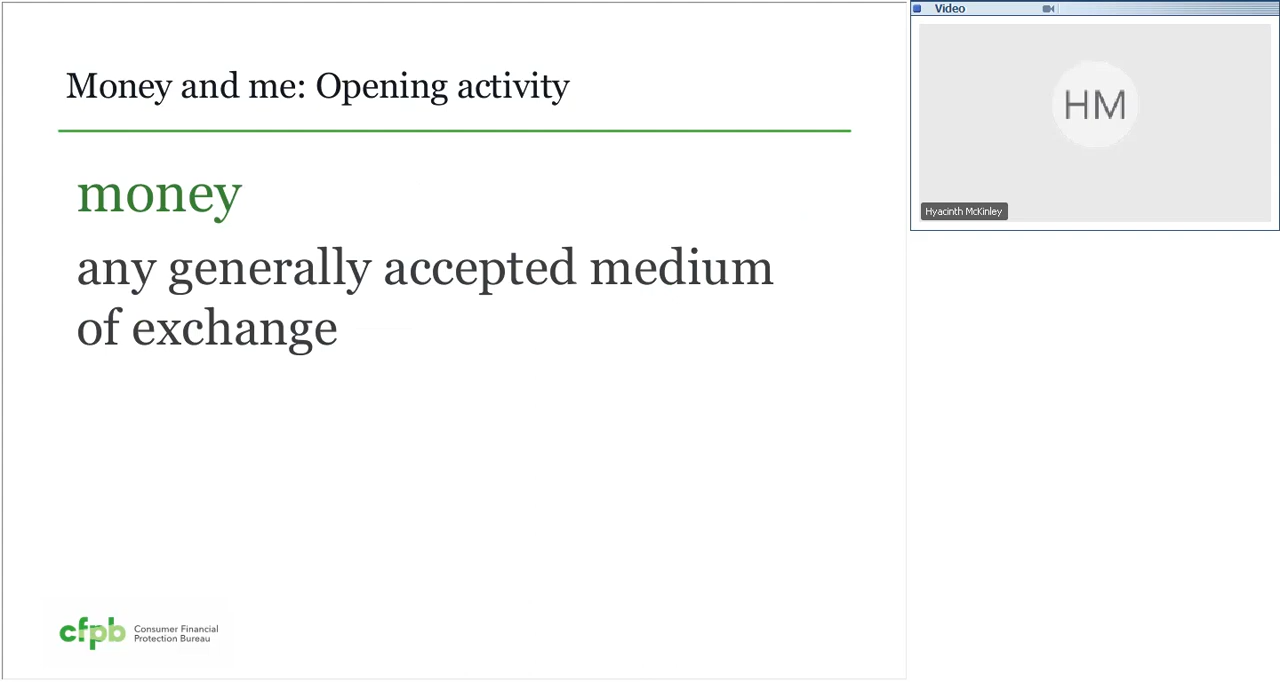 Money and me: Opening activity
money
any generally accepted medium
of exchange
cfpb Consumer Financial
Protection Bureau
Video
HM
Hyacinth McKinley